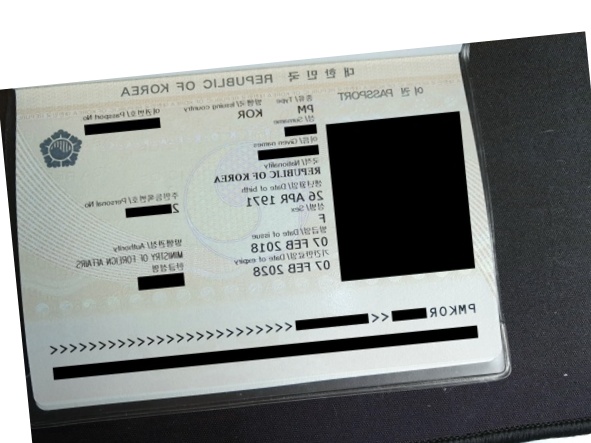 대 한 민 국 REPUBLIC OF KOREA
여 권 PASSPORT
종류/ Type
발행국/ Issuing country
여권번호/ Passport No
PM
KOR
성/ Surname
이름/ Given names
국적/ Nationality
REPUBLIC OF KOREA
생년월일/ Date of birth
주민등록번호/ Personal No
26 APR 1971
2
성별/ Sex
F
발급일/ Date of issue
발행관청/ Authority
07 FEB 2018
MINISTRY OF FOREIGN AFFAIRS
기간만료일/ Date of expiry
한글성명
07 FEB 2028
PMKOR
<<
<<<<<<<<<<<<<<<<<<<<<<